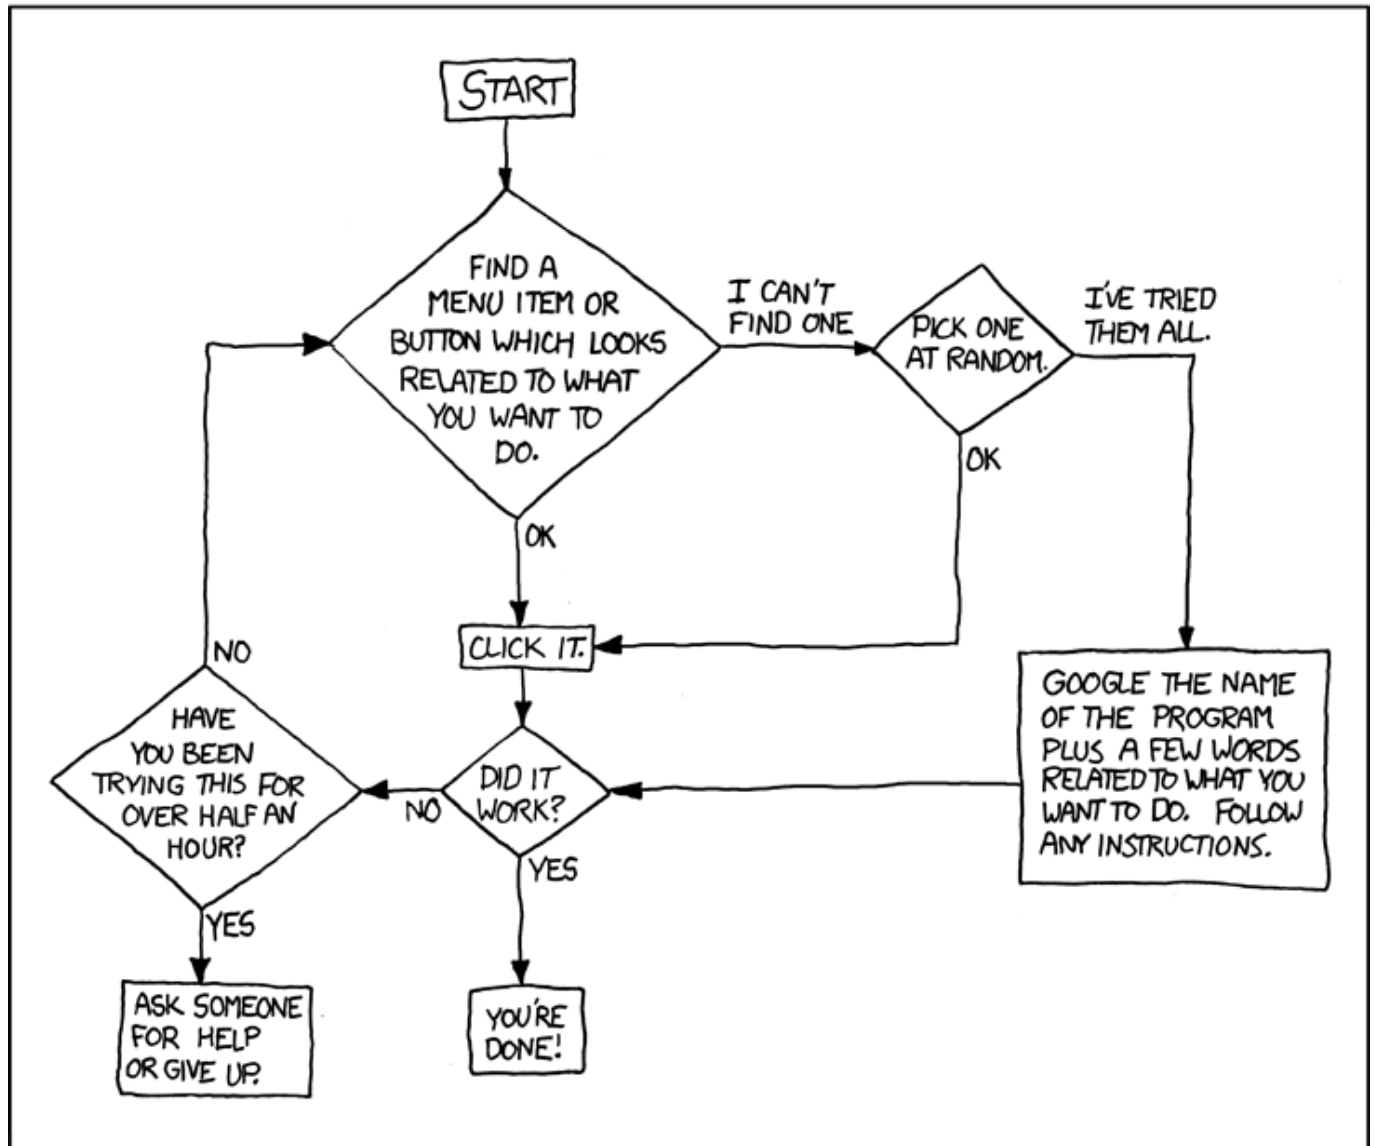 START
FIND A
MENU ITEM OR
BUTTON WHICH LOOKS
RELATED TO WHAT
YOU WANT TO
DO.
I CAN'T
FIND ONE
PICK ONE
AT RANDOM.
I'VE TRIED
THEM ALL.
OK
OK
CLICK IT.
NO
HAVE
YOU BEEN
TRYING THIS FOR
OVER HALF AN
HOUR?
NO
DID IT
WORK?
GOOGLE THE NAME
OF THE PROGRAM
PLUS A FEW WORDS
RELATED TO WHAT YOU
WANT TO DO. FOLLOW
ANY INSTRUCTIONS.
YES
YES
ASK SOMEONE
FOR HELP
OR GIVE UP.
YOU'RE
DONE!